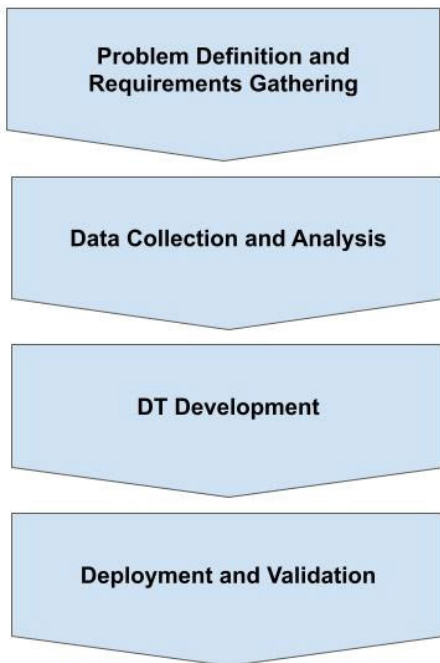 Problem Definition and
Requirements Gathering
Data Collection and Analysis
DT Development
Deployment and Validation